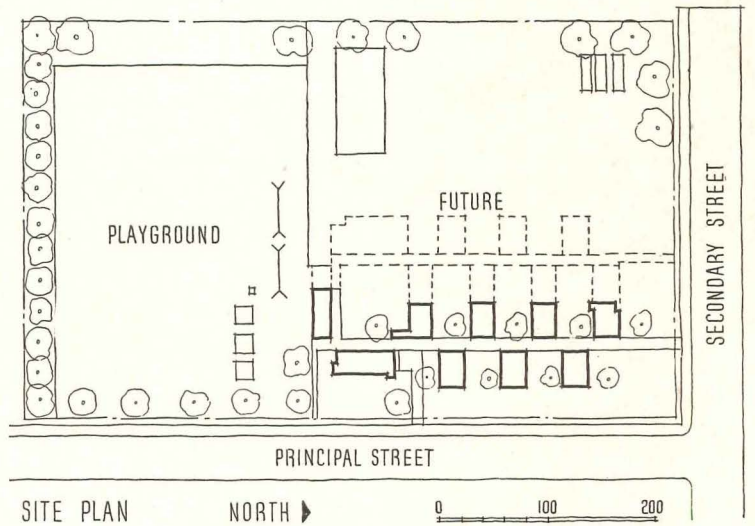 FUTURE
PLAYGROUND
SECONDARY STREET
PRINCIPAL STREET
SITE PLAN
NORTH
0 100 200